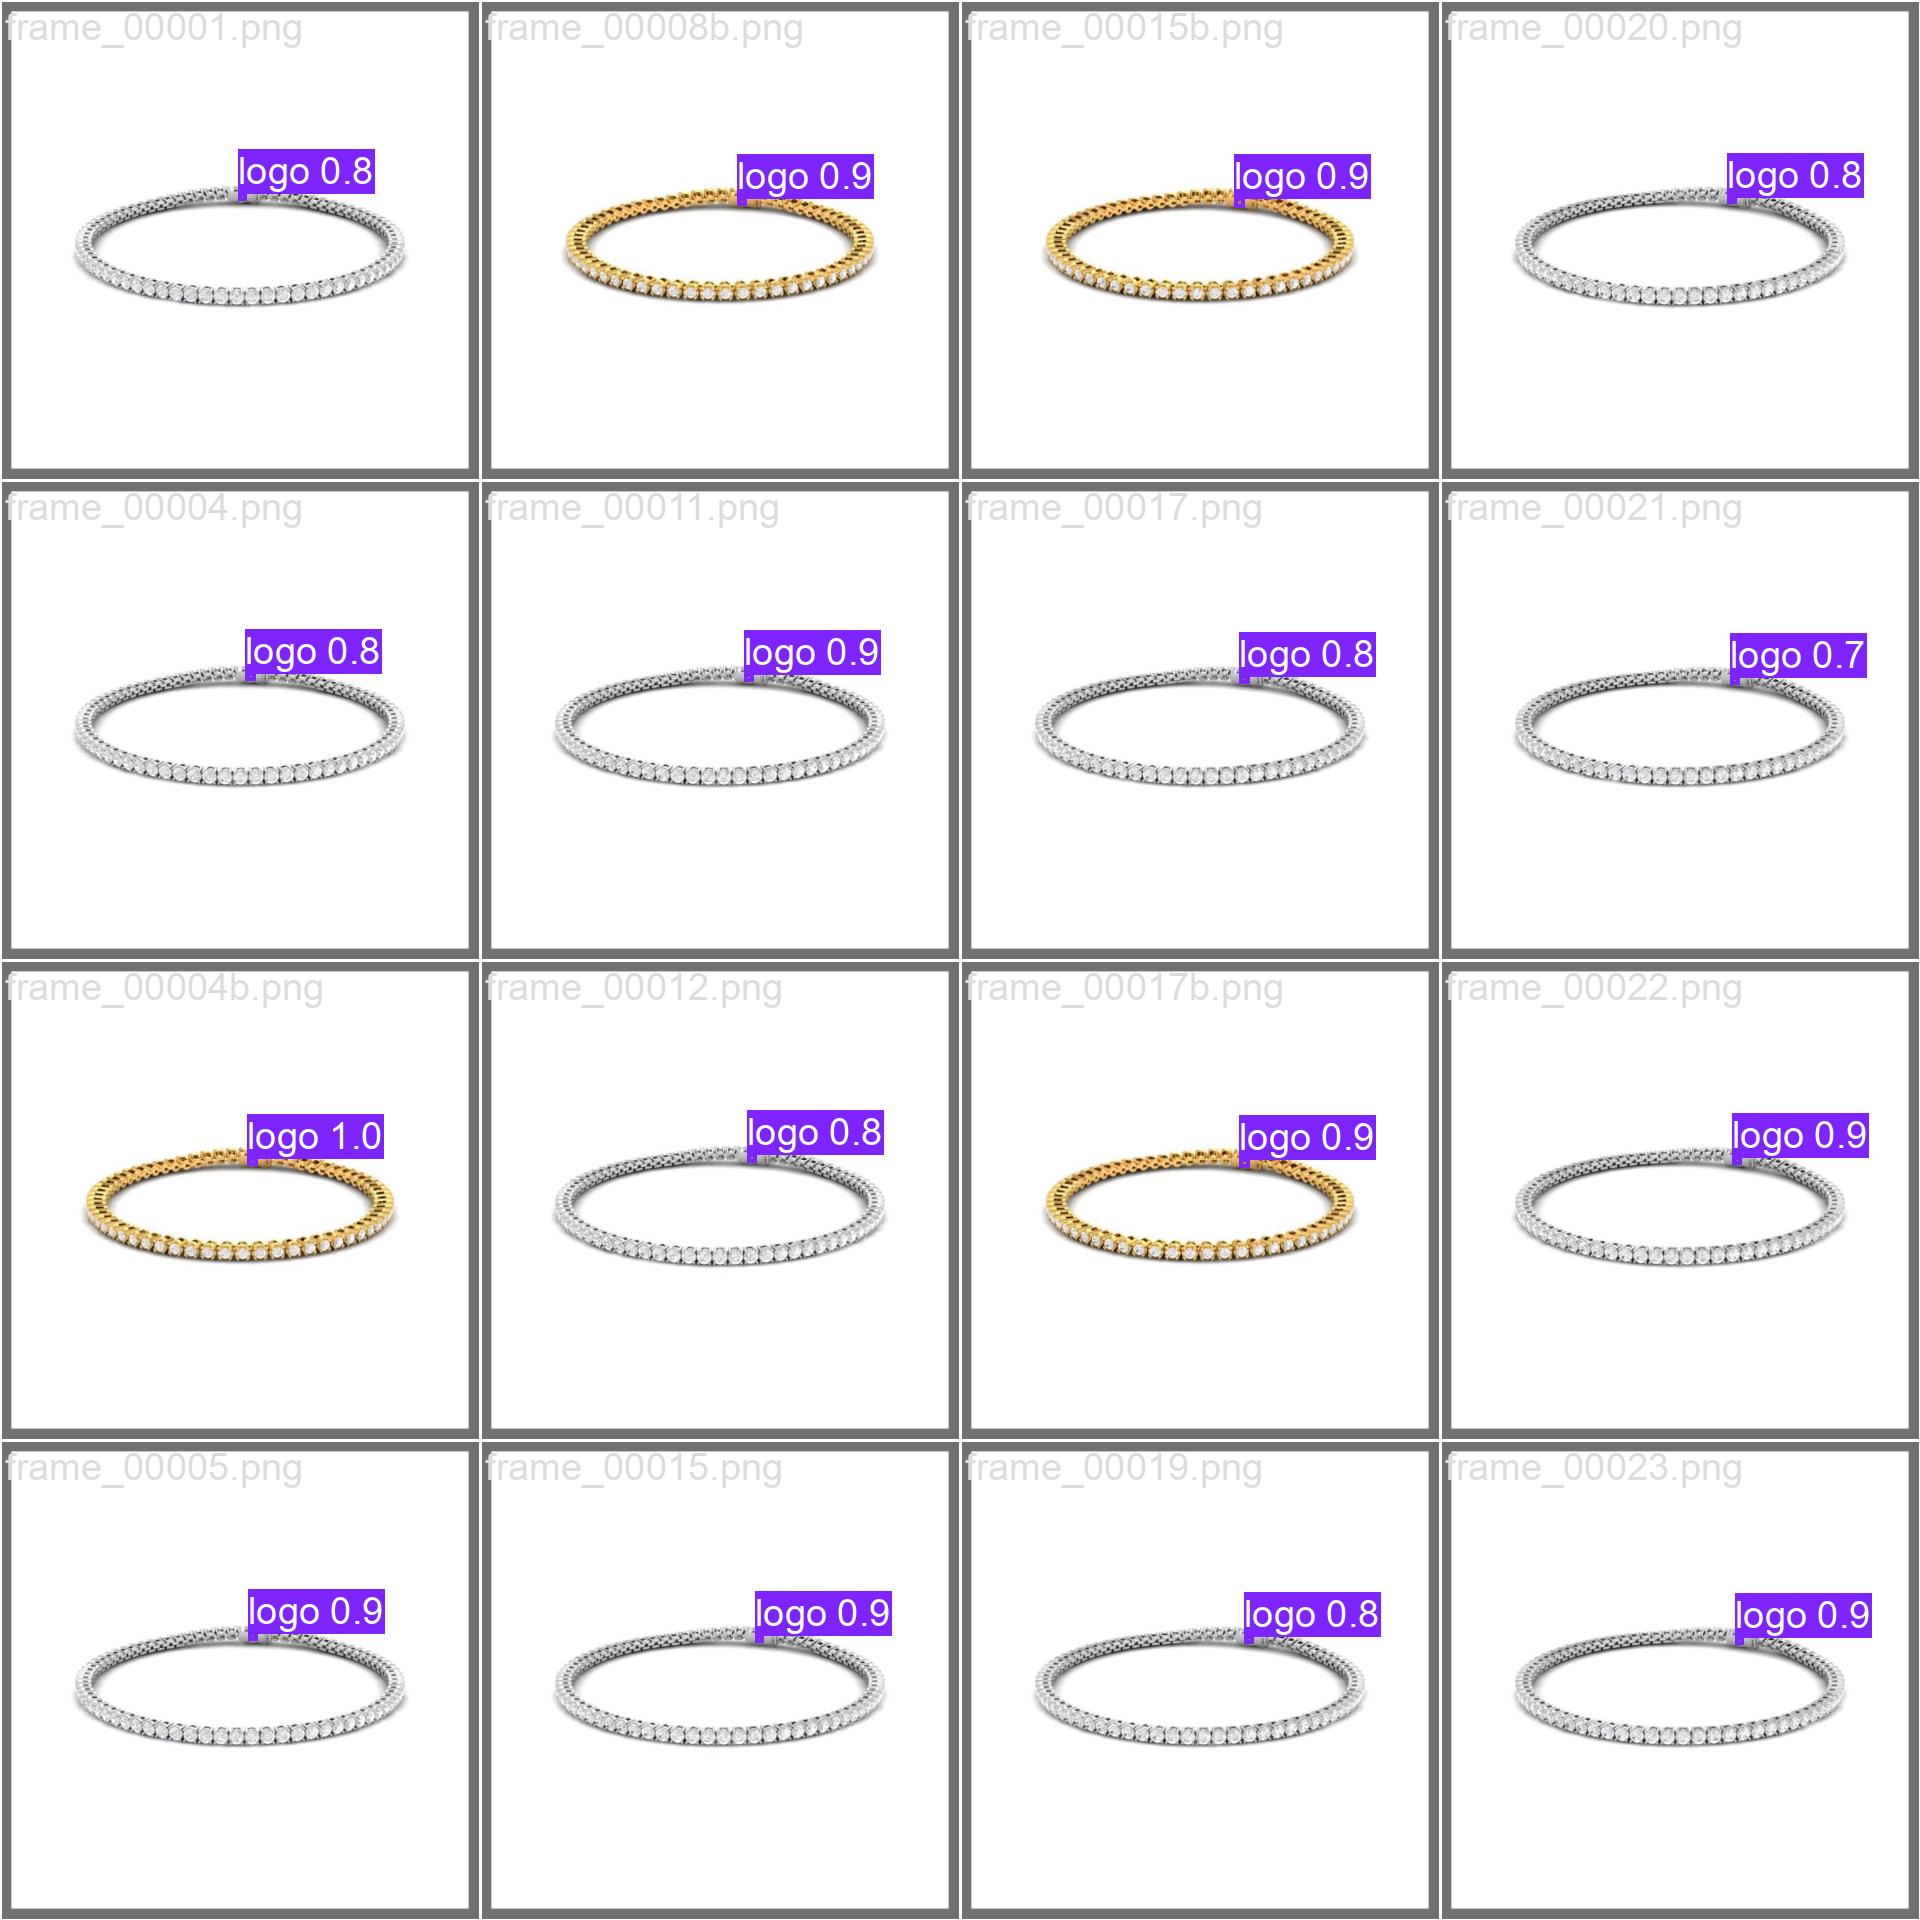 frame_00001.png
logo 0.8
frame_00008b.png
logo 0.9
frame_00015b.png
logo 0.9
frame_00020.png
logo 0.8
frame_00004.png
logo 0.8
frame_00011.png
logo 0.9
frame_00017.png
logo 0.8
frame_00021.png
logo 0.7
frame_00004b.png
logo 1.0
frame_00012.png
logo 0.8
frame_00017b.png
logo 0.9
frame_00022.png
logo 0.9
frame_00005.png
logo 0.9
frame_00015.png
logo 0.9
frame_00019.png
logo 0.8
frame_00023.png
logo 0.9